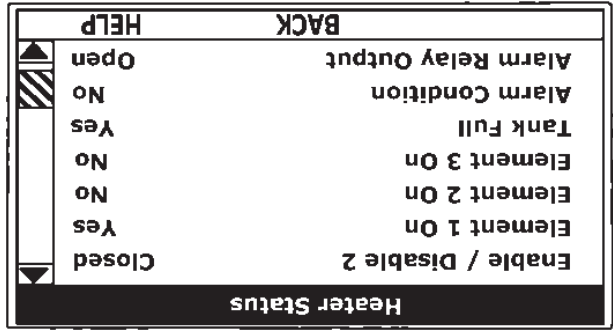 Heater Status
Enable / Disable 2 Closed
Element 1 On Yes
Element 2 On No
Element 3 On No
Tank Full Yes
Alarm Condition No
Alarm Relay Output Open
BACK HELP